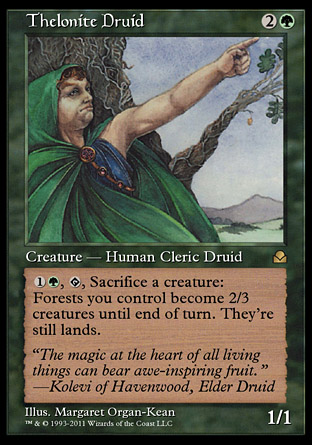 Thelonite Druid 2
Creature — Human Cleric Druid
1, , Sacrifice a creature:
Forests you control become 2/3
creatures until end of turn. They're
still lands.
"The magic at the heart of all living
things can bear awe-inspiring fruit."
—Kolevi of Havenwood, Elder Druid
Illus. Margaret Organ-Kean
™ & © 1993-2011 Wizards of the Coast LLC
1/1